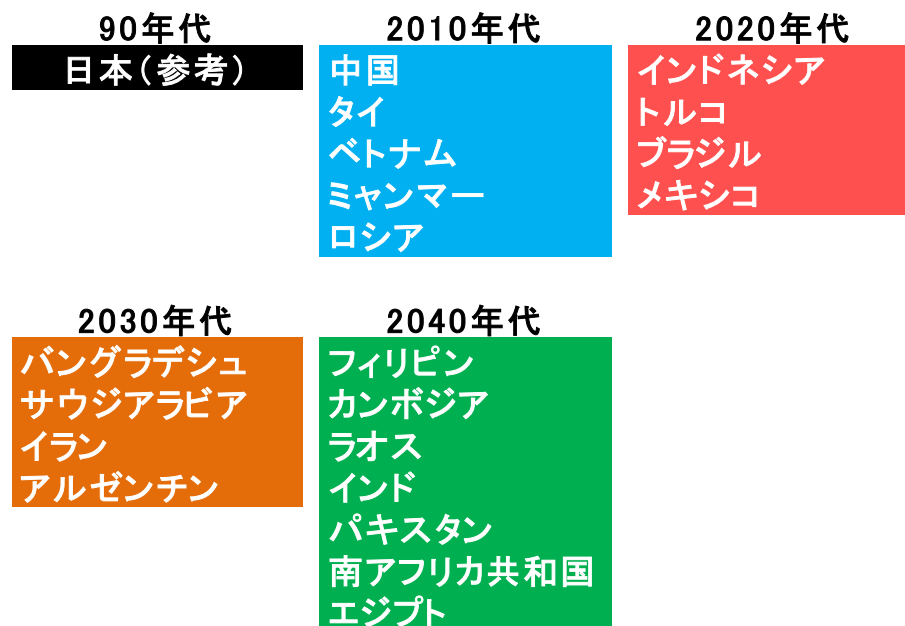 90年代
日本(参考)
2010年代
中国
タイ
ベトナム
ミャンマー
ロシア
2020年代
インドネシア
トルコ
ブラジル
メキシコ
2030年代
バングラデシュ
サウジアラビア
イラン
アルゼンチン
2040年代
フィリピン
カンボジア
ラオス
インド
パキスタン
南アフリカ共和国
エジプト